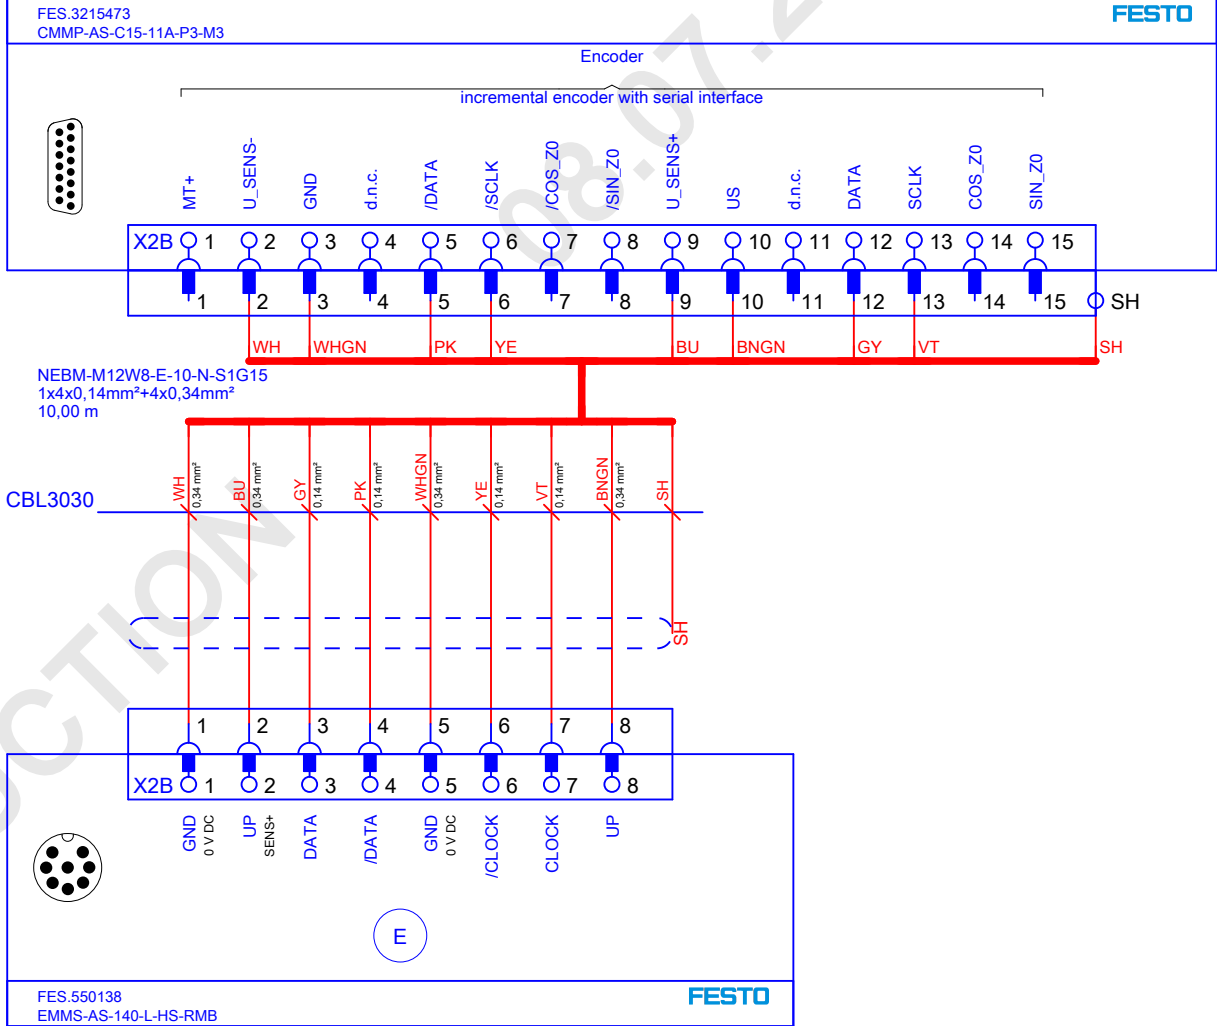 FES.3215473
CMMP-AS-C15-11A-P3-M3
FESTO
Encoder
incremental encoder with serial interface
MT+ U_SENS- GND d.n.c. /DATA /SCLK /COS_Z0 /SIN_Z0 U_SENS+ US d.n.c. DATA SCLK COS_Z0 SIN_Z0
X2B 1 2 3 4 5 6 7 8 9 10 11 12 13 14 15
1 2 3 4 5 6 7 8 9 10 11 12 13 14 15 SH
WH WHGN PK YE BU BNGN GY VT SH
NEBM-M12W8-E-10-N-S1G15
1x4x0,14mm²+4x0,34mm²
10,00 m
WH BU GY PK WHGN YE VT BNGN SH
0,34 mm² 0,34 mm² 0,14 mm² 0,14 mm² 0,34 mm² 0,14 mm² 0,14 mm² 0,34 mm²
CBL3030
SH
1 2 3 4 5 6 7 8
X2B 1 2 3 4 5 6 7 8
GND UP DATA /DATA GND /CLOCK CLOCK UP
0 V DC SENS+ 0 V DC
E
FES.550138
EMMS-AS-140-L-HS-RMB
FESTO
08.07.2
UCTION